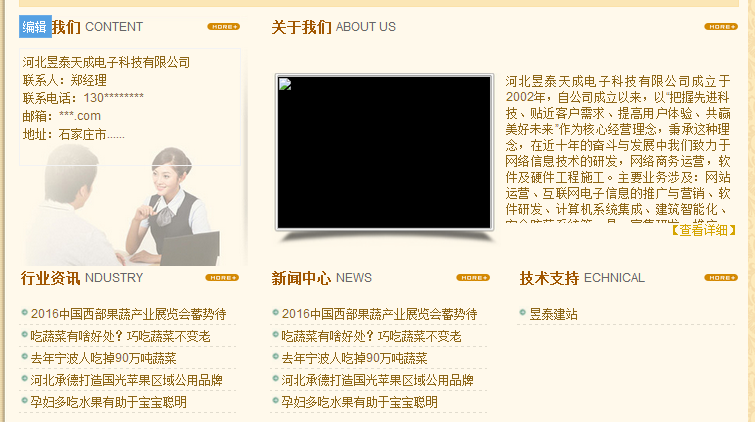 编辑我们 CONTENT MORE+
河北昱泰天成电子科技有限公司
联系人：郑经理
联系电话：130********
邮箱：***.com
地址：石家庄市......
关于我们 ABOUT US MORE+
河北昱泰天成电子科技有限公司成立于
2002年，自公司成立以来，以“把握先进科
技、贴近客户需求、提高用户体验、共赢
美好未来”作为核心经营理念，秉承这种理
念，在近十年的奋斗与发展中我们致力于
网络信息技术的研发，网络商务运营，软
件及硬件工程施工。主要业务涉及：网站
运营、互联网电子信息的推广与营销、软
件研发、计算机系统集成、建筑智能化、
【查看详细】
行业资讯 NDUSTRY MORE+
2016中国西部果蔬产业展览会蓄势待
吃蔬菜有啥好处？巧吃蔬菜不变老
去年宁波人吃掉90万吨蔬菜
河北承德打造国光苹果区域公用品牌
孕妇多吃水果有助于宝宝聪明
新闻中心 NEWS MORE+
2016中国西部果蔬产业展览会蓄势待
吃蔬菜有啥好处？巧吃蔬菜不变老
去年宁波人吃掉90万吨蔬菜
河北承德打造国光苹果区域公用品牌
孕妇多吃水果有助于宝宝聪明
技术支持 ECHNICAL MORE+
昱泰建站